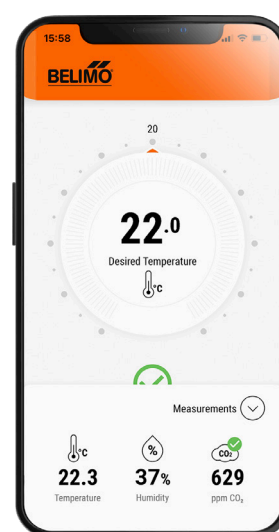 15:58
BELIMO
20
22.0
Desired Temperature
°C
Measurements
°C % CO₂
22.3 37% 629
Temperature Humidity ppm CO₂